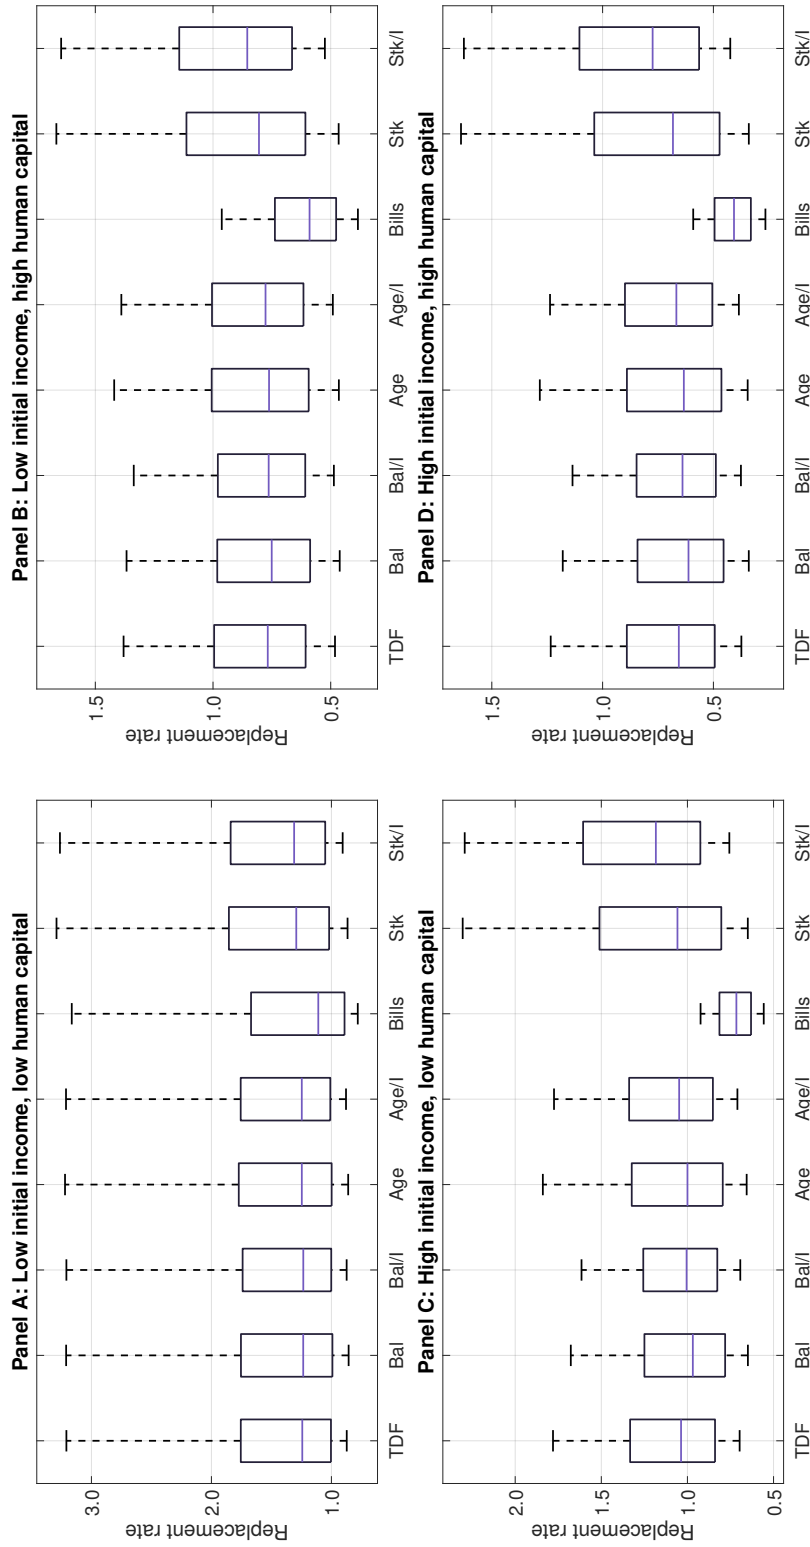 Panel A: Low initial income, low human capital
Replacement rate
3.0
2.0
1.0
TDF Bal Bal/I Age Age/I Bills Stk Stk/I
Panel B: Low initial income, high human capital
Replacement rate
1.5
1.0
0.5
TDF Bal Bal/I Age Age/I Bills Stk Stk/I
Panel C: High initial income, low human capital
Replacement rate
2.0
1.5
1.0
0.5
TDF Bal Bal/I Age Age/I Bills Stk Stk/I
Panel D: High initial income, high human capital
Replacement rate
1.5
1.0
0.5
TDF Bal Bal/I Age Age/I Bills Stk Stk/I